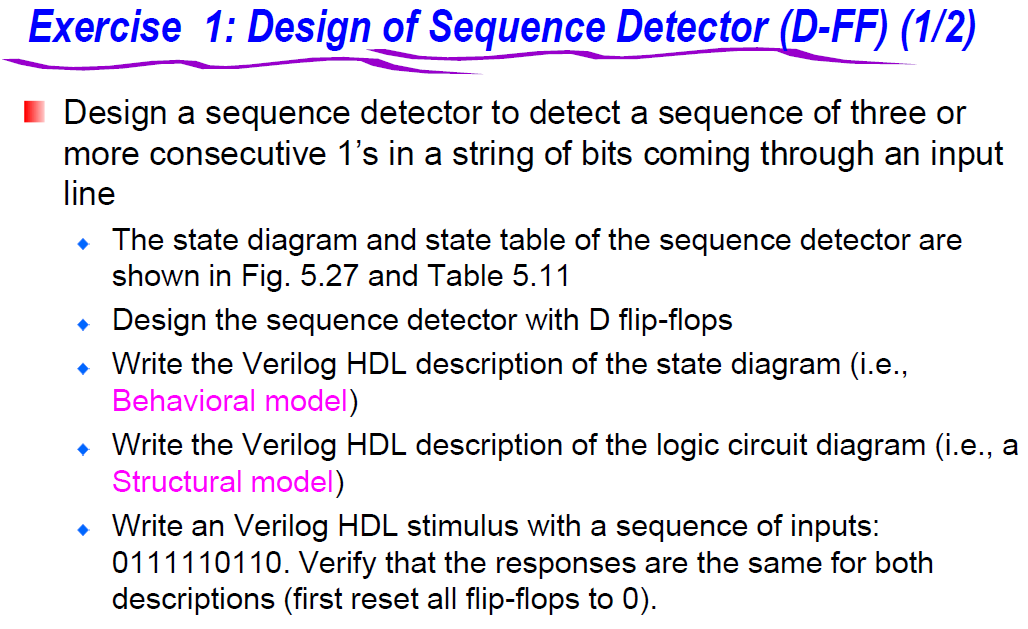 Exercise 1: Design of Sequence Detector (D-FF) (1/2)
Design a sequence detector to detect a sequence of three or
more consecutive 1's in a string of bits coming through an input
line
The state diagram and state table of the sequence detector are
shown in Fig. 5.27 and Table 5.11
Design the sequence detector with D flip-flops
Write the Verilog HDL description of the state diagram (i.e.,
Behavioral model)
Write the Verilog HDL description of the logic circuit diagram (i.e., a
Structural model)
Write an Verilog HDL stimulus with a sequence of inputs:
0111110110. Verify that the responses are the same for both
descriptions (first reset all flip-flops to 0).